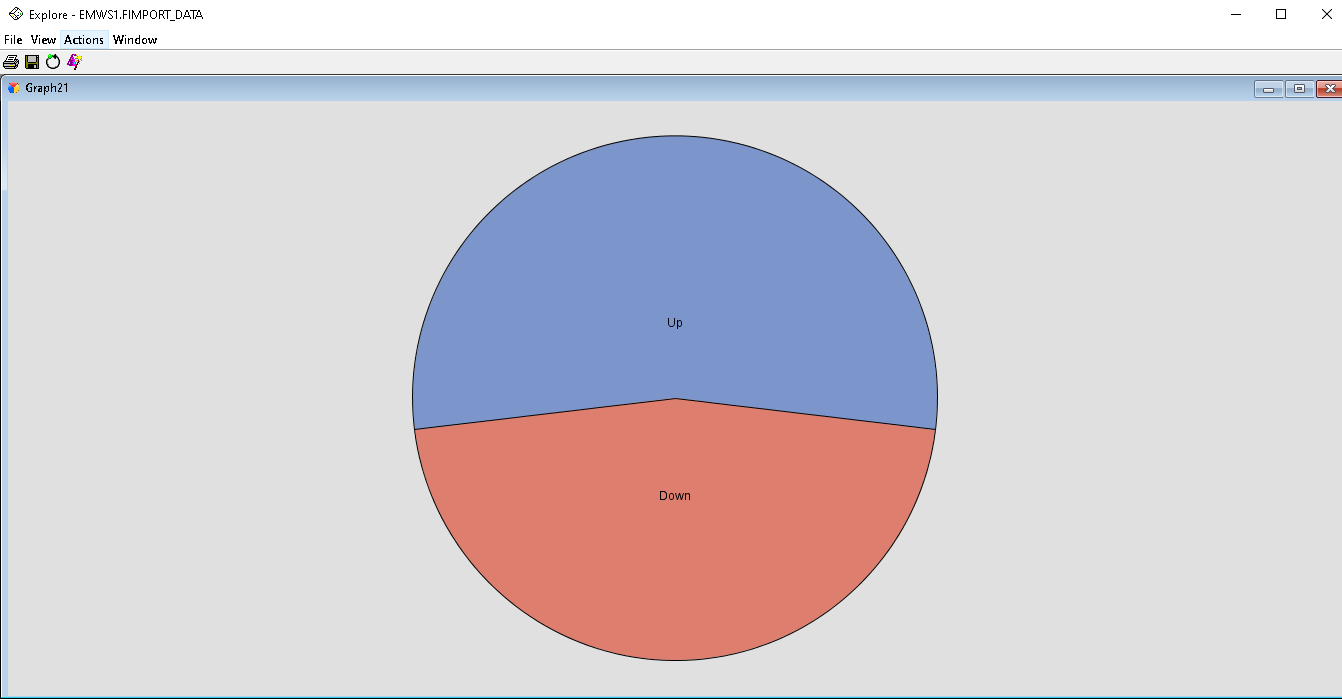 Explore - EMWS1.FIMPORT_DATA
File View Actions Window
Graph21
Up
Down